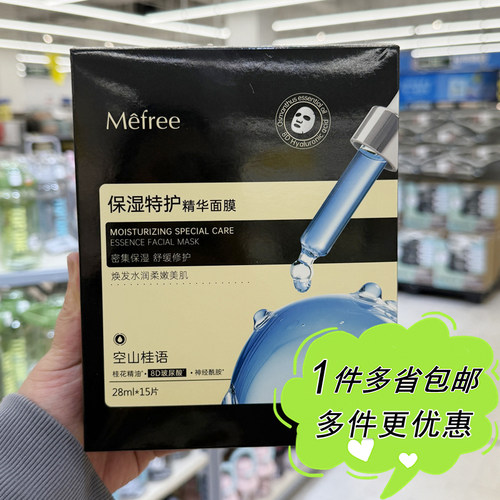 Osmanthus essential oil
8D Hyaluronic acid
Mêfree
保湿特护精华面膜
MOISTURIZING SPECIAL CARE
ESSENCE FACIAL MASK
密集保湿 舒缓修护
焕发水润柔嫩美肌
空山桂语
桂花精油*·8D玻尿酸·神经酰胺*
28ml*15片
1件多省包邮
多件更优惠